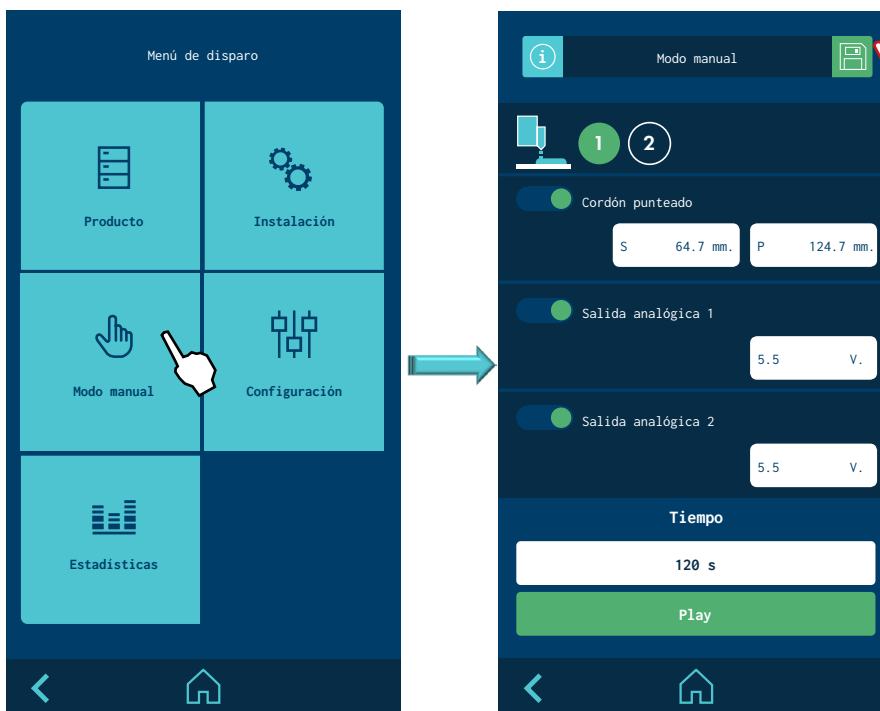 Menú de disparo
Producto
Instalación
Modo manual
Configuración
Estadísticas
i
Modo manual
1
2
Cordón punteado
S 64.7 mm.
P 124.7 mm.
Salida analógica 1
5.5 V.
Salida analógica 2
5.5 V.
Tiempo
120 s
Play